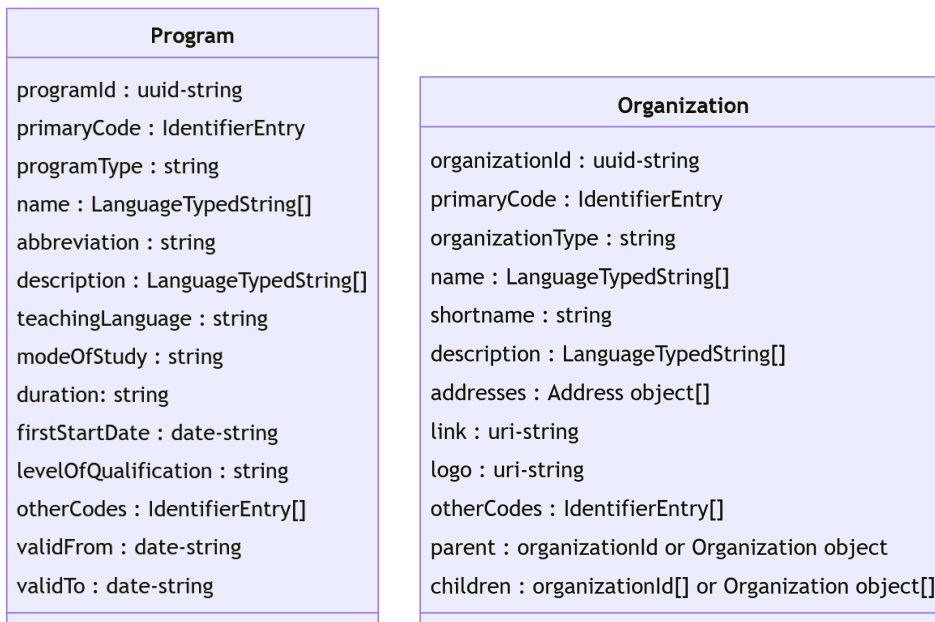 Program
programId : uuid-string
primaryCode : IdentifierEntry
programType : string
name : LanguageTypedString[]
abbreviation : string
description : LanguageTypedString[]
teachingLanguage : string
modeOfStudy : string
duration: string
firstStartDate : date-string
levelOfQualification : string
otherCodes : IdentifierEntry[]
validFrom : date-string
validTo : date-string
Organization
organizationId : uuid-string
primaryCode : IdentifierEntry
organizationType : string
name : LanguageTypedString[]
shortname : string
description : LanguageTypedString[]
addresses : Address object[]
link : uri-string
logo : uri-string
otherCodes : IdentifierEntry[]
parent : organizationId or Organization object
children : organizationId[] or Organization object[]